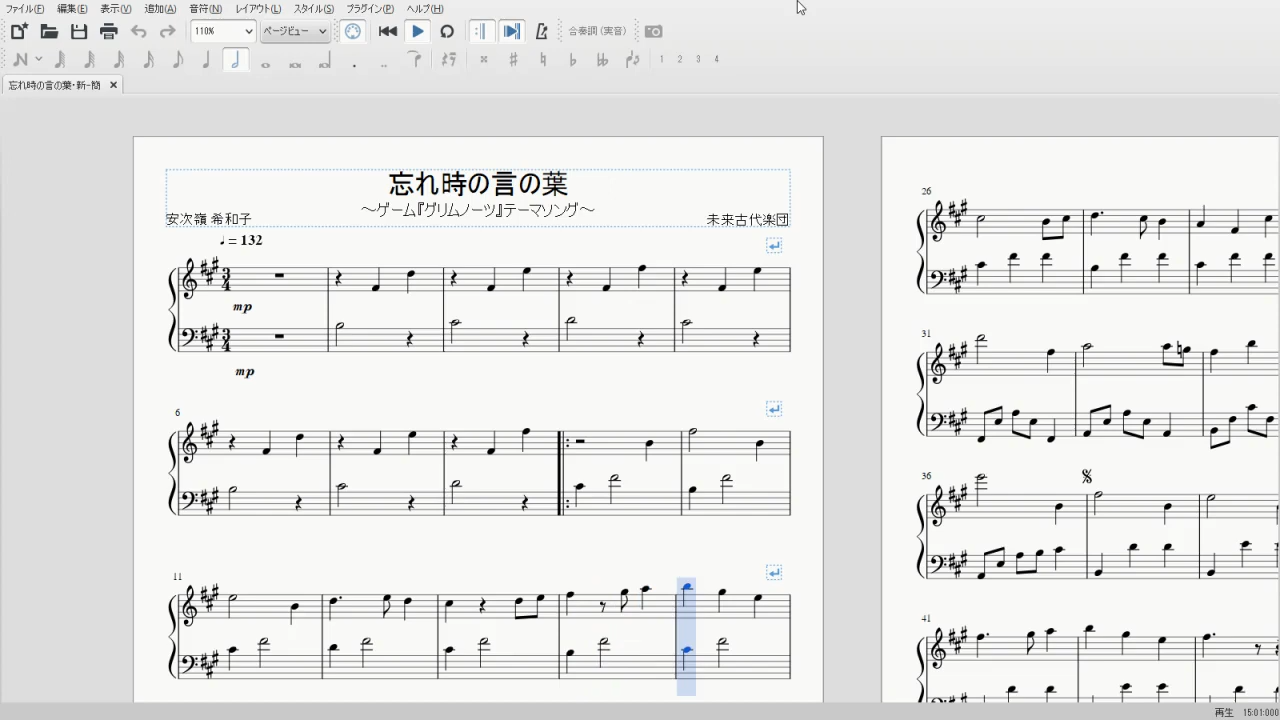 ファイル(F) 編集(E) 表示(V) 追加(A) 音符(N) レイアウト(L) スタイル(S) プラグイン(P) ヘルプ(H)
110% ページビュー 合奏調 (実音)
N 1 2 3 4
忘れ時の言の葉・新-簡
忘れ時の言の葉
～ゲーム『グリムノーツ』テーマソング～
安次嶺 希和子 未来古代楽団
♩ = 132
3 4
mp
3 4
mp
6
11
26
31
36
41
再生 15:01:000